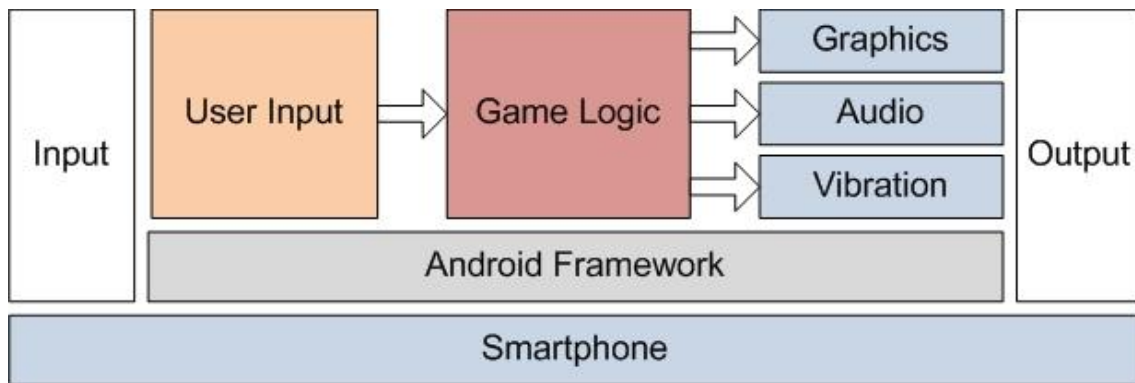 Input
User Input
Game Logic
Graphics
Audio
Vibration
Output
Android Framework
Smartphone